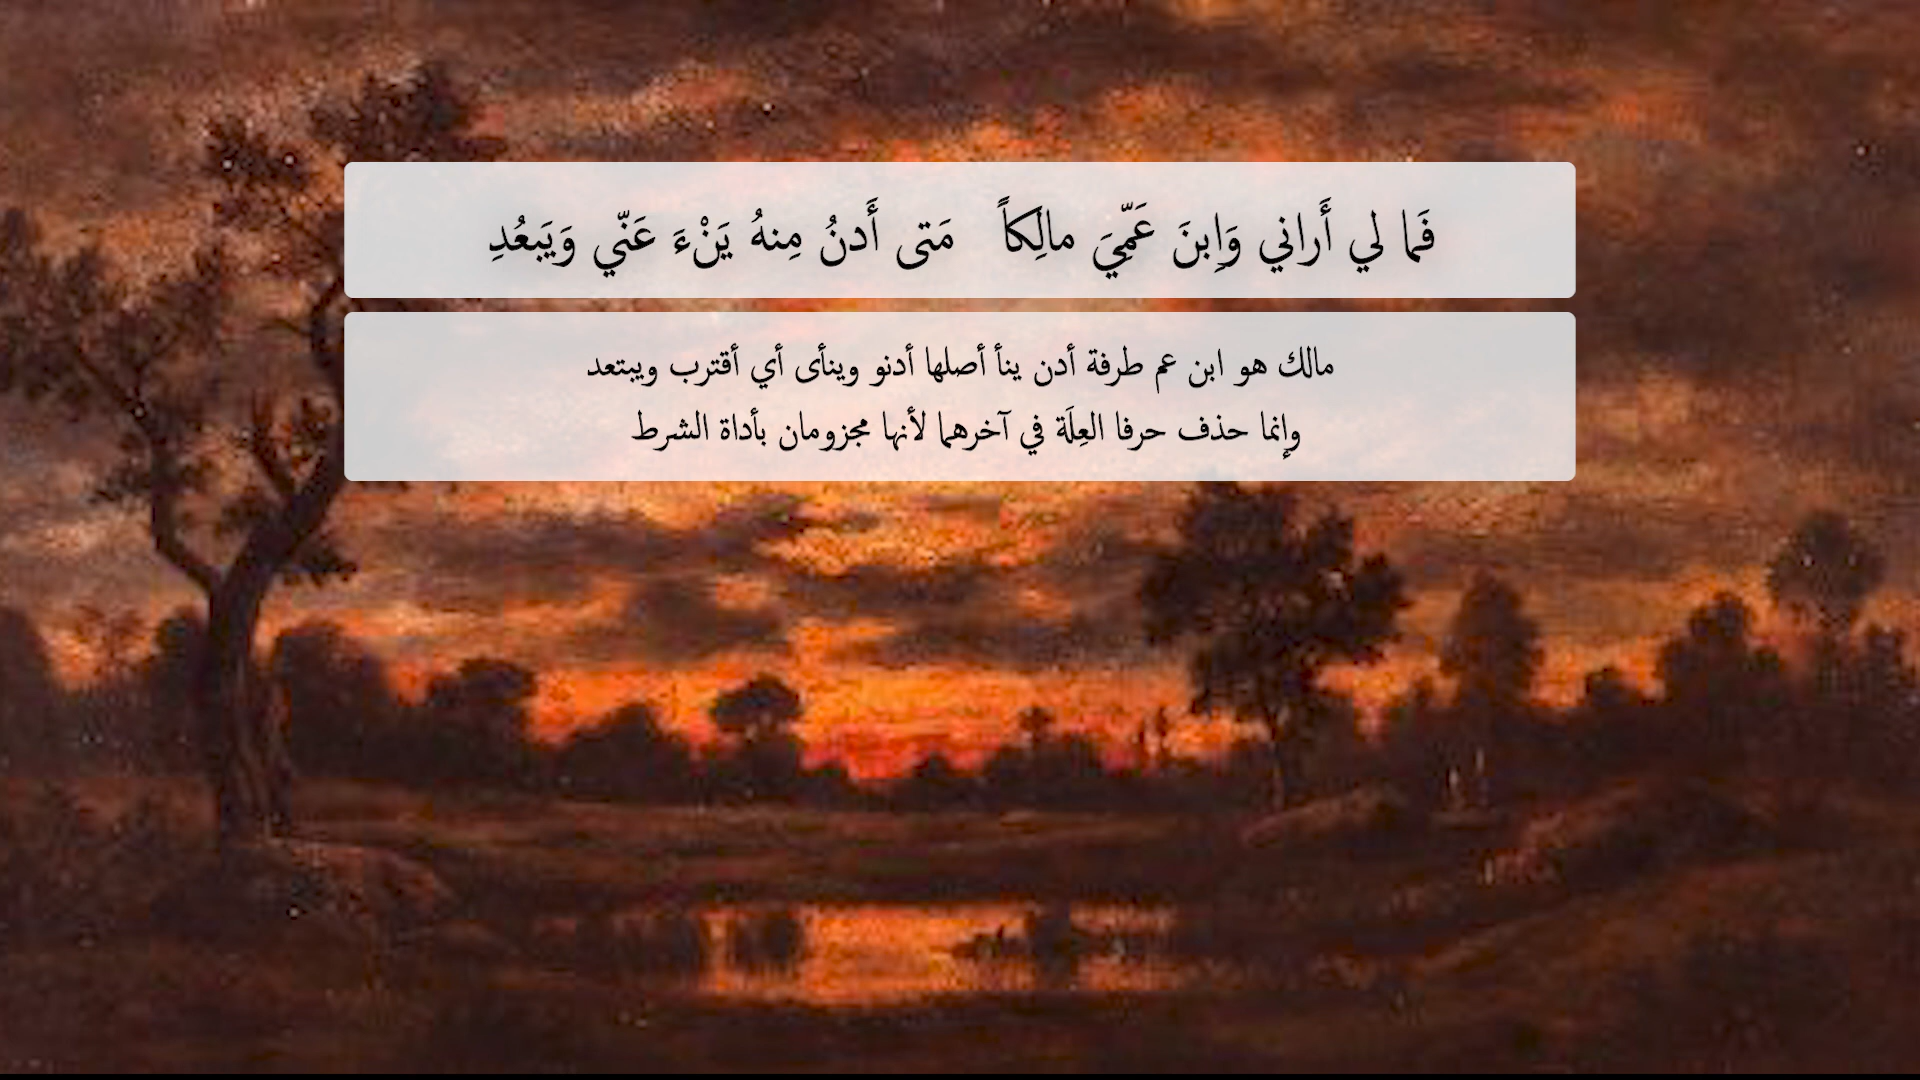 فَما لي أَراني وَاِبنَ عَمِّيَ مالِكاً مَتى أَدنُ مِنهُ يَنْءَ عَنّي وَيَبعُدِ
مالك هو ابن عم طرفة أدن ينأ أصلها أدنو وينأى أي أقترب ويبتعد
وإنما حذف حرفا العِلَة في آخرهما لأنها مجزومان بأداة الشرط